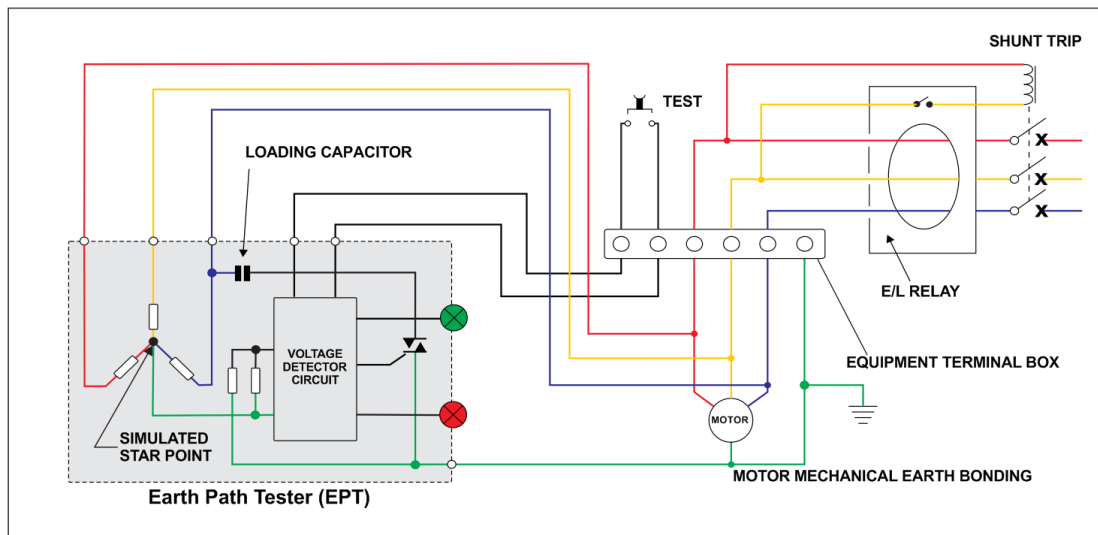 SHUNT TRIP
TEST
LOADING CAPACITOR
E/L RELAY
EQUIPMENT TERMINAL BOX
VOLTAGE
DETECTOR
CIRCUIT
MOTOR
SIMULATED
STAR POINT
MOTOR MECHANICAL EARTH BONDING
Earth Path Tester (EPT)